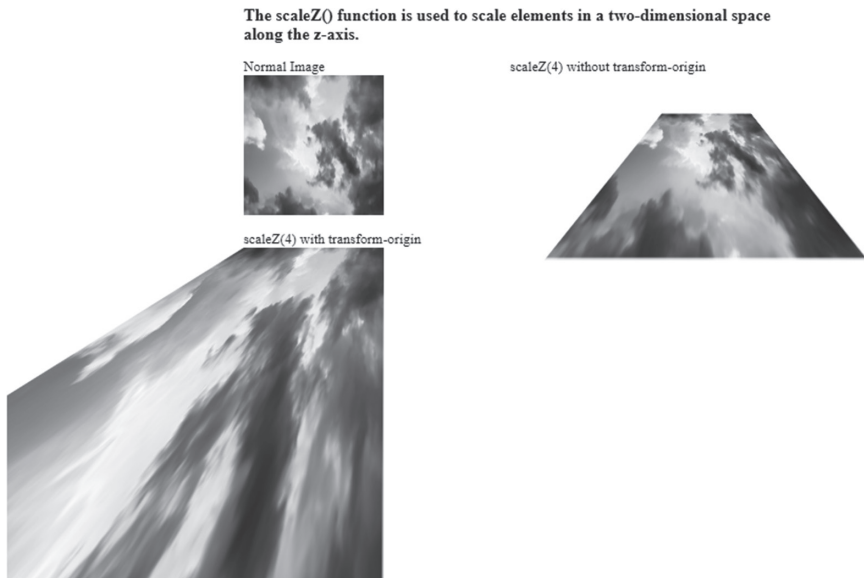 The scaleZ() function is used to scale elements in a two-dimensional space
along the z-axis.
Normal Image
scaleZ(4) without transform-origin
scaleZ(4) with transform-origin